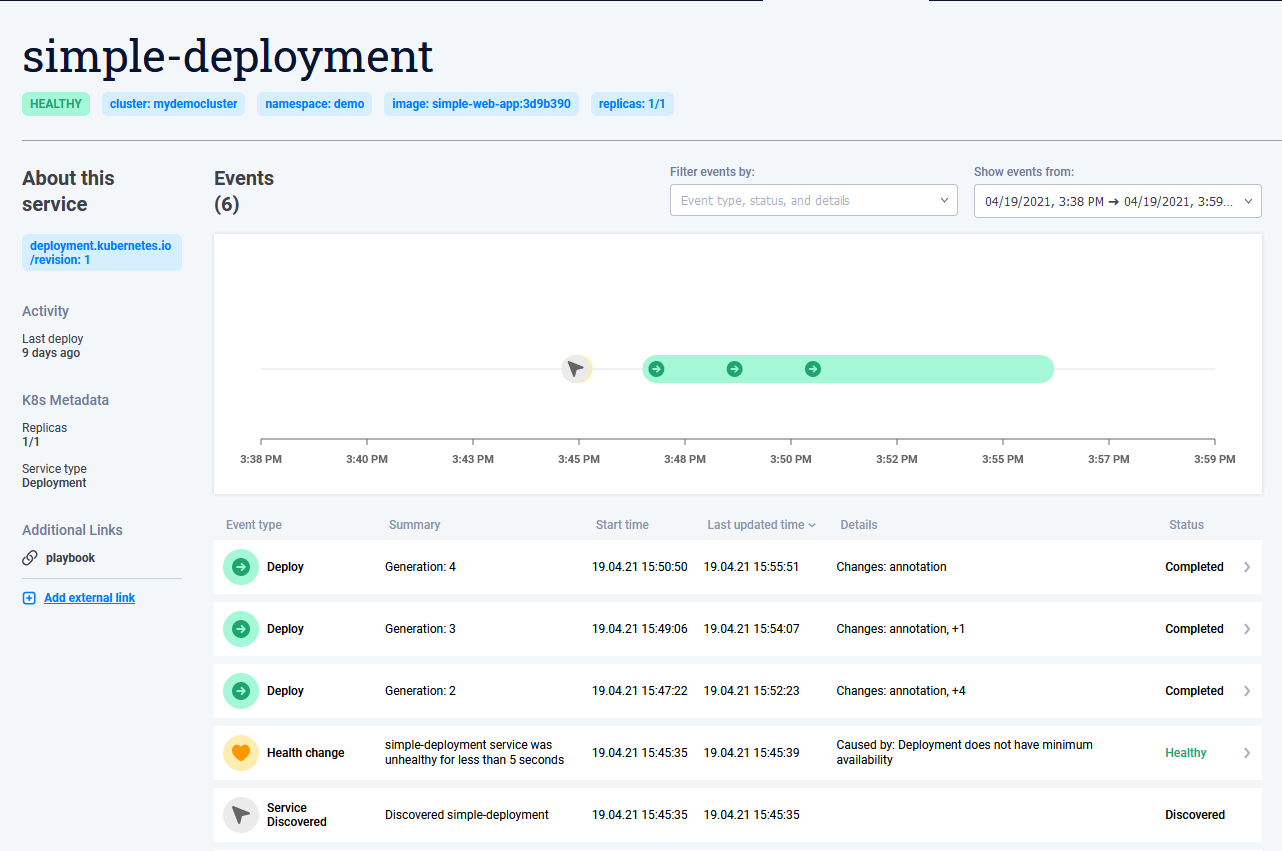 simple-deployment
HEALTHY cluster: mydemocluster namespace: demo image: simple-web-app:3d9b390 replicas: 1/1
About this
service
deployment.kubernetes.io
/revision: 1
Activity
Last deploy
9 days ago
K8s Metadata
Replicas
1/1
Service type
Deployment
Additional Links
playbook
Add external link
Events
(6)
Filter events by:
Event type, status, and details
Show events from:
04/19/2021, 3:38 PM → 04/19/2021, 3:59...
3:38 PM 3:40 PM 3:43 PM 3:45 PM 3:48 PM 3:50 PM 3:52 PM 3:55 PM 3:57 PM 3:59 PM
Event type Summary Start time Last updated time Details Status
Deploy Generation: 4 19.04.21 15:50:50 19.04.21 15:55:51 Changes: annotation Completed
Deploy Generation: 3 19.04.21 15:49:06 19.04.21 15:54:07 Changes: annotation, +1 Completed
Deploy Generation: 2 19.04.21 15:47:22 19.04.21 15:52:23 Changes: annotation, +4 Completed
Health change simple-deployment service was
unhealthy for less than 5 seconds 19.04.21 15:45:35 19.04.21 15:45:39 Caused by: Deployment does not have minimum
availability Healthy
Service
Discovered Discovered simple-deployment 19.04.21 15:45:35 19.04.21 15:45:35 Discovered